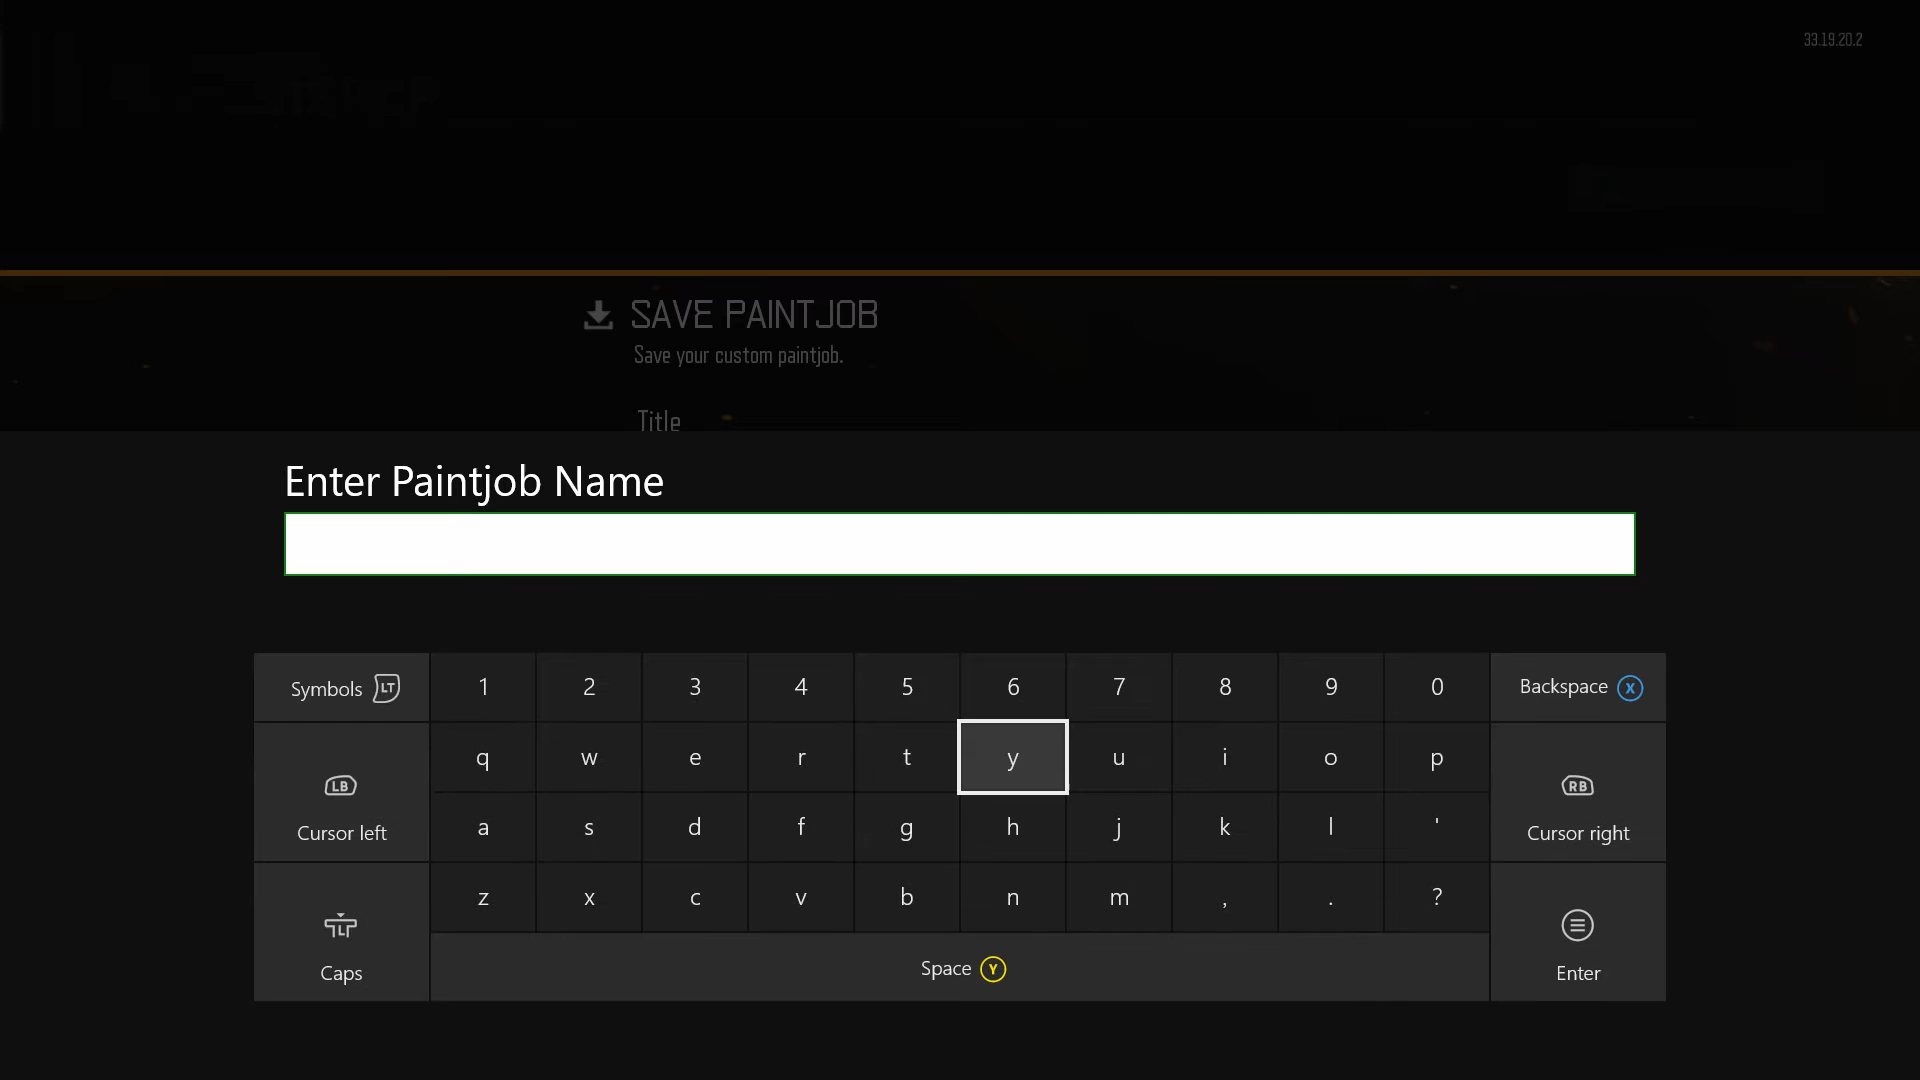 33.19.20.2
SAVE PAINTJOB
Save your custom paintjob.
Title
Enter Paintjob Name
Symbols LT 1 2 3 4 5 6 7 8 9 0 Backspace X
q w e r t y u i o p
LB RB
Cursor left a s d f g h j k l ' Cursor right
z x c v b n m , . ?
L
Caps Space Y Enter